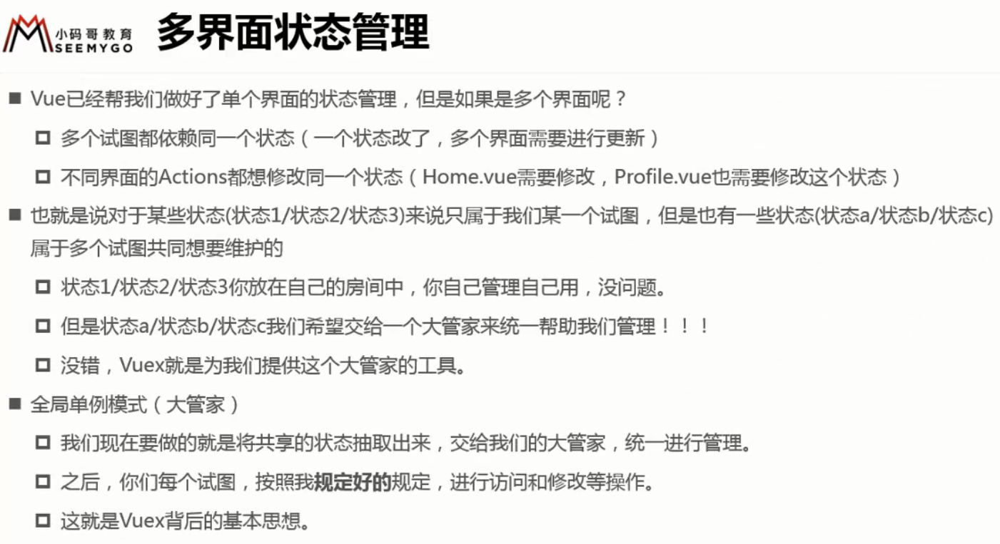 小码哥教育
SEEMYGO
多界面状态管理
Vue已经帮我们做好了单个界面的状态管理，但是如果是多个界面呢？
多个试图都依赖同一个状态（一个状态改了，多个界面需要进行更新）
不同界面的Actions都想修改同一个状态（Home.vue需要修改，Profile.vue也需要修改这个状态）
也就是说对于某些状态(状态1/状态2/状态3)来说只属于我们某一个试图，但是也有一些状态(状态a/状态b/状态c)
属于多个试图共同想要维护的
状态1/状态2/状态3你放在自己的房间中，你自己管理自己用，没问题。
但是状态a/状态b/状态c我们希望交给一个大管家来统一帮助我们管理！！！
没错，Vuex就是为我们提供这个大管家的工具。
全局单例模式（大管家）
我们现在要做的就是将共享的状态抽取出来，交给我们的大管家，统一进行管理。
之后，你们每个试图，按照我规定好的规定，进行访问和修改等操作。
这就是Vuex背后的基本思想。